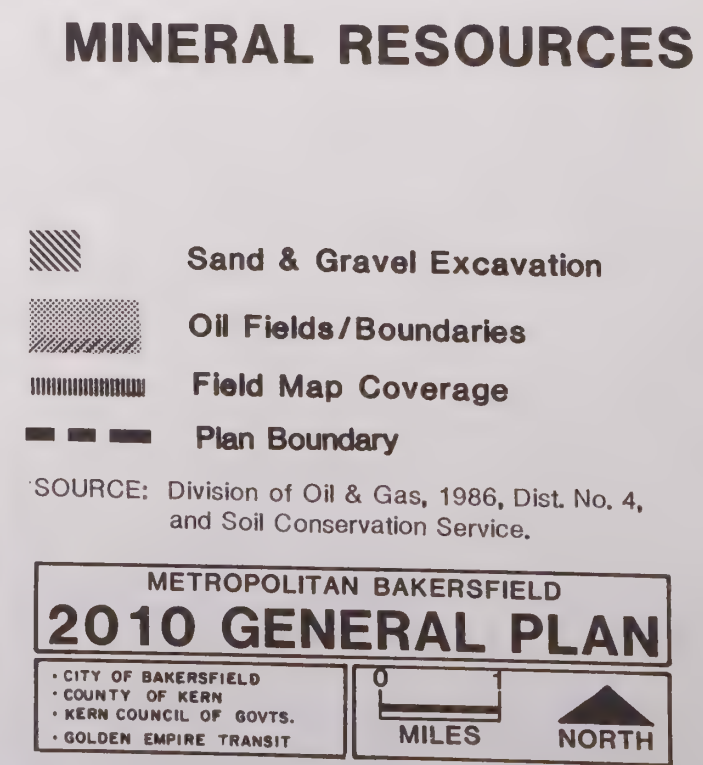 MINERAL RESOURCES
Sand & Gravel Excavation
Oil Fields/Boundaries
Field Map Coverage
Plan Boundary
SOURCE: Division of Oil & Gas, 1986, Dist. No. 4,
and Soil Conservation Service.
METROPOLITAN BAKERSFIELD
2010 GENERAL PLAN
• CITY OF BAKERSFIELD
• COUNTY OF KERN
• KERN COUNCIL OF GOVTS.
• GOLDEN EMPIRE TRANSIT
0 1
MILES
NORTH